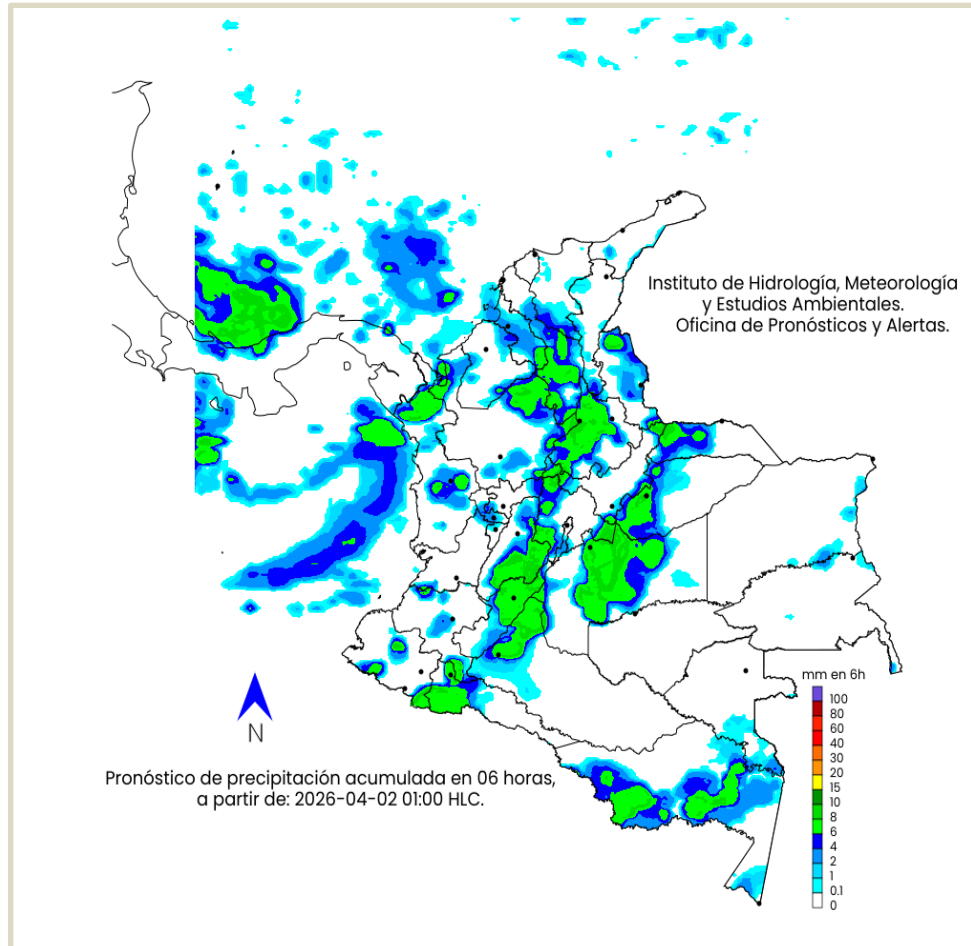 Instituto de Hidrología, Meteorología
y Estudios Ambientales.
Oficina de Pronósticos y Alertas.
mm en 6h
100
80
60
40
30
20
15
10
8
6
4
2
1
0.1
0
N
Pronóstico de precipitación acumulada en 06 horas,
a partir de: 2026-04-02 01:00 HLC.